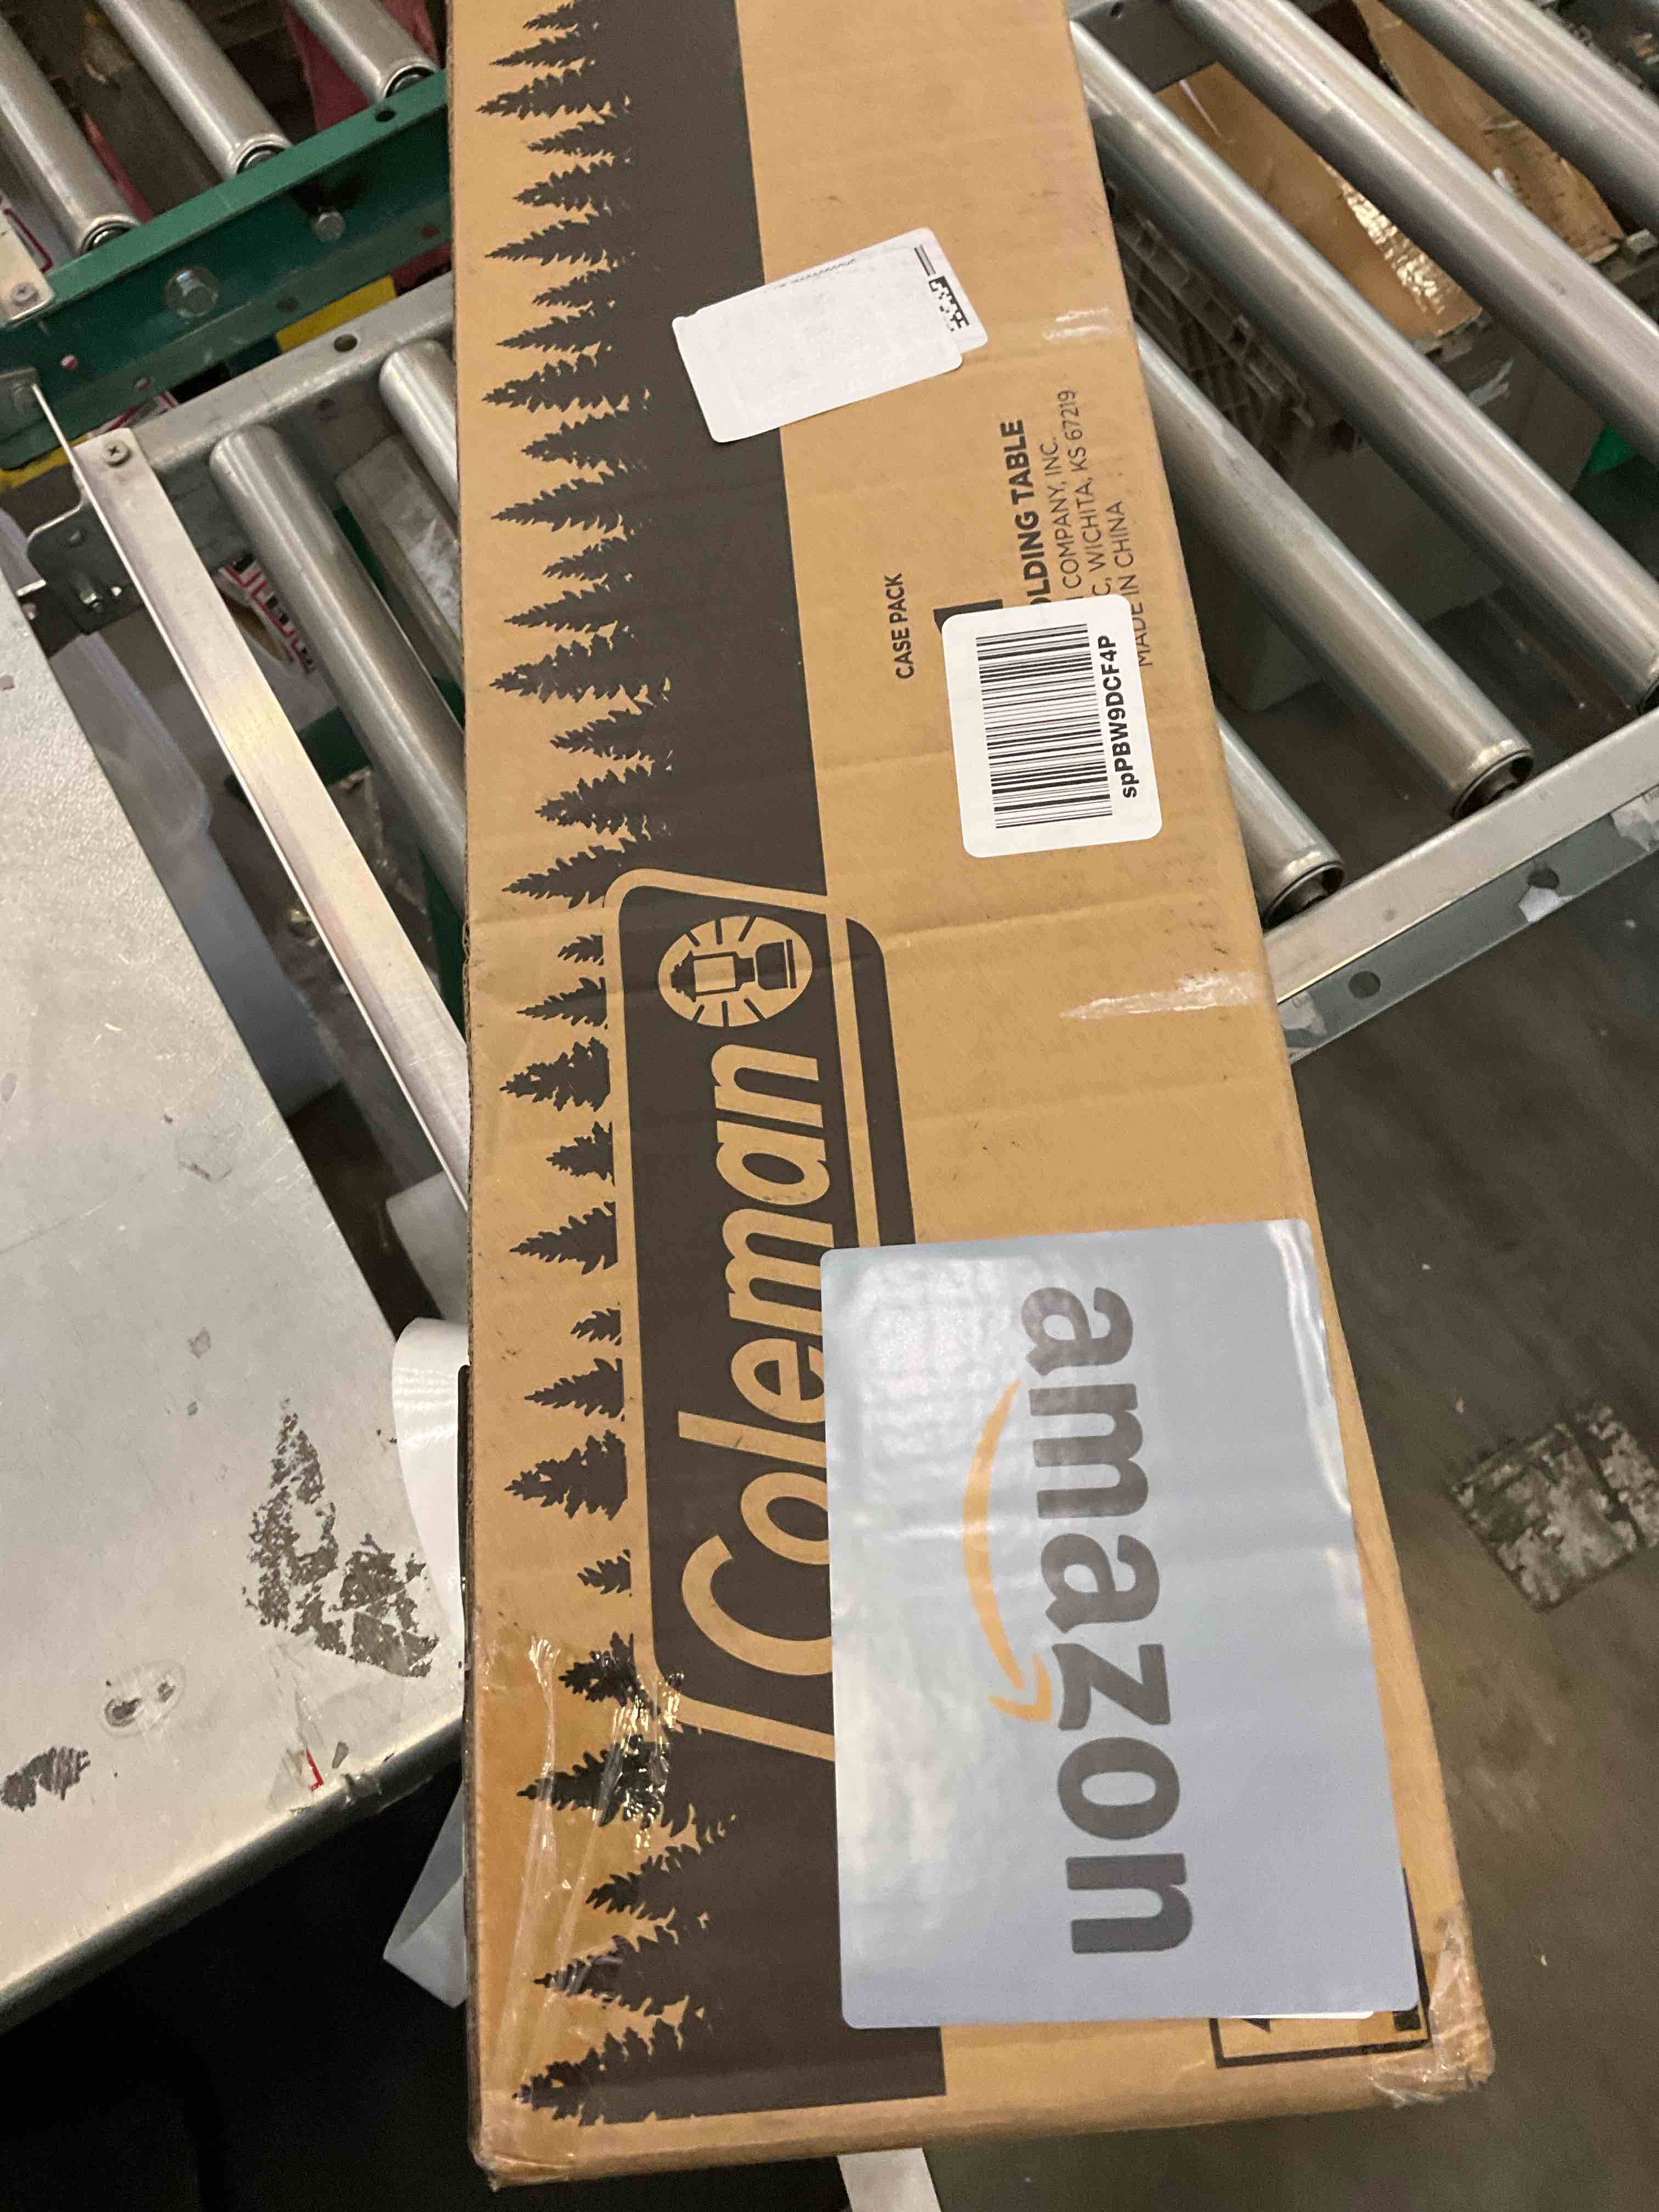 CASE PACK
OLDING TABLE
COMPANY, INC.
C, WICHITA, KS 67219
MADE IN CHINA
spPBW9DCF4P
Coleman
amazon